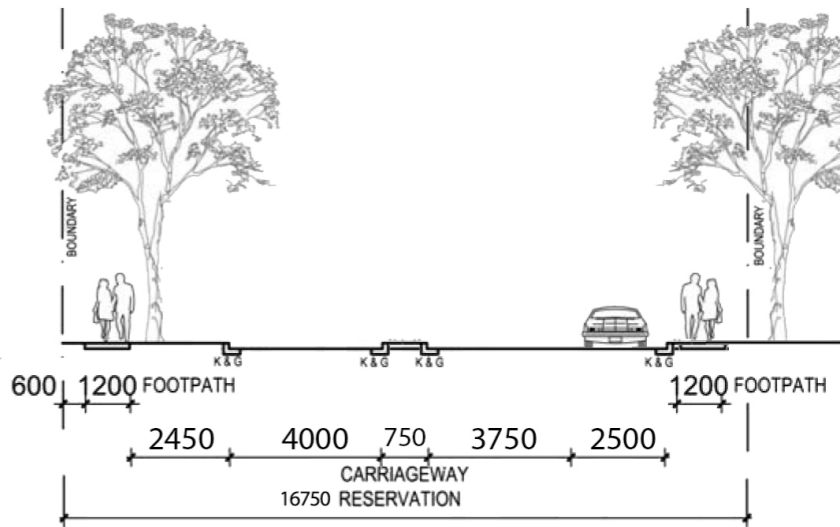 BOUNDARY
BOUNDARY
K & G
K & G
K & G
K & G
600
1200 FOOTPATH
1200 FOOTPATH
2450
4000
750
3750
2500
CARRIAGEWAY
16750 RESERVATION